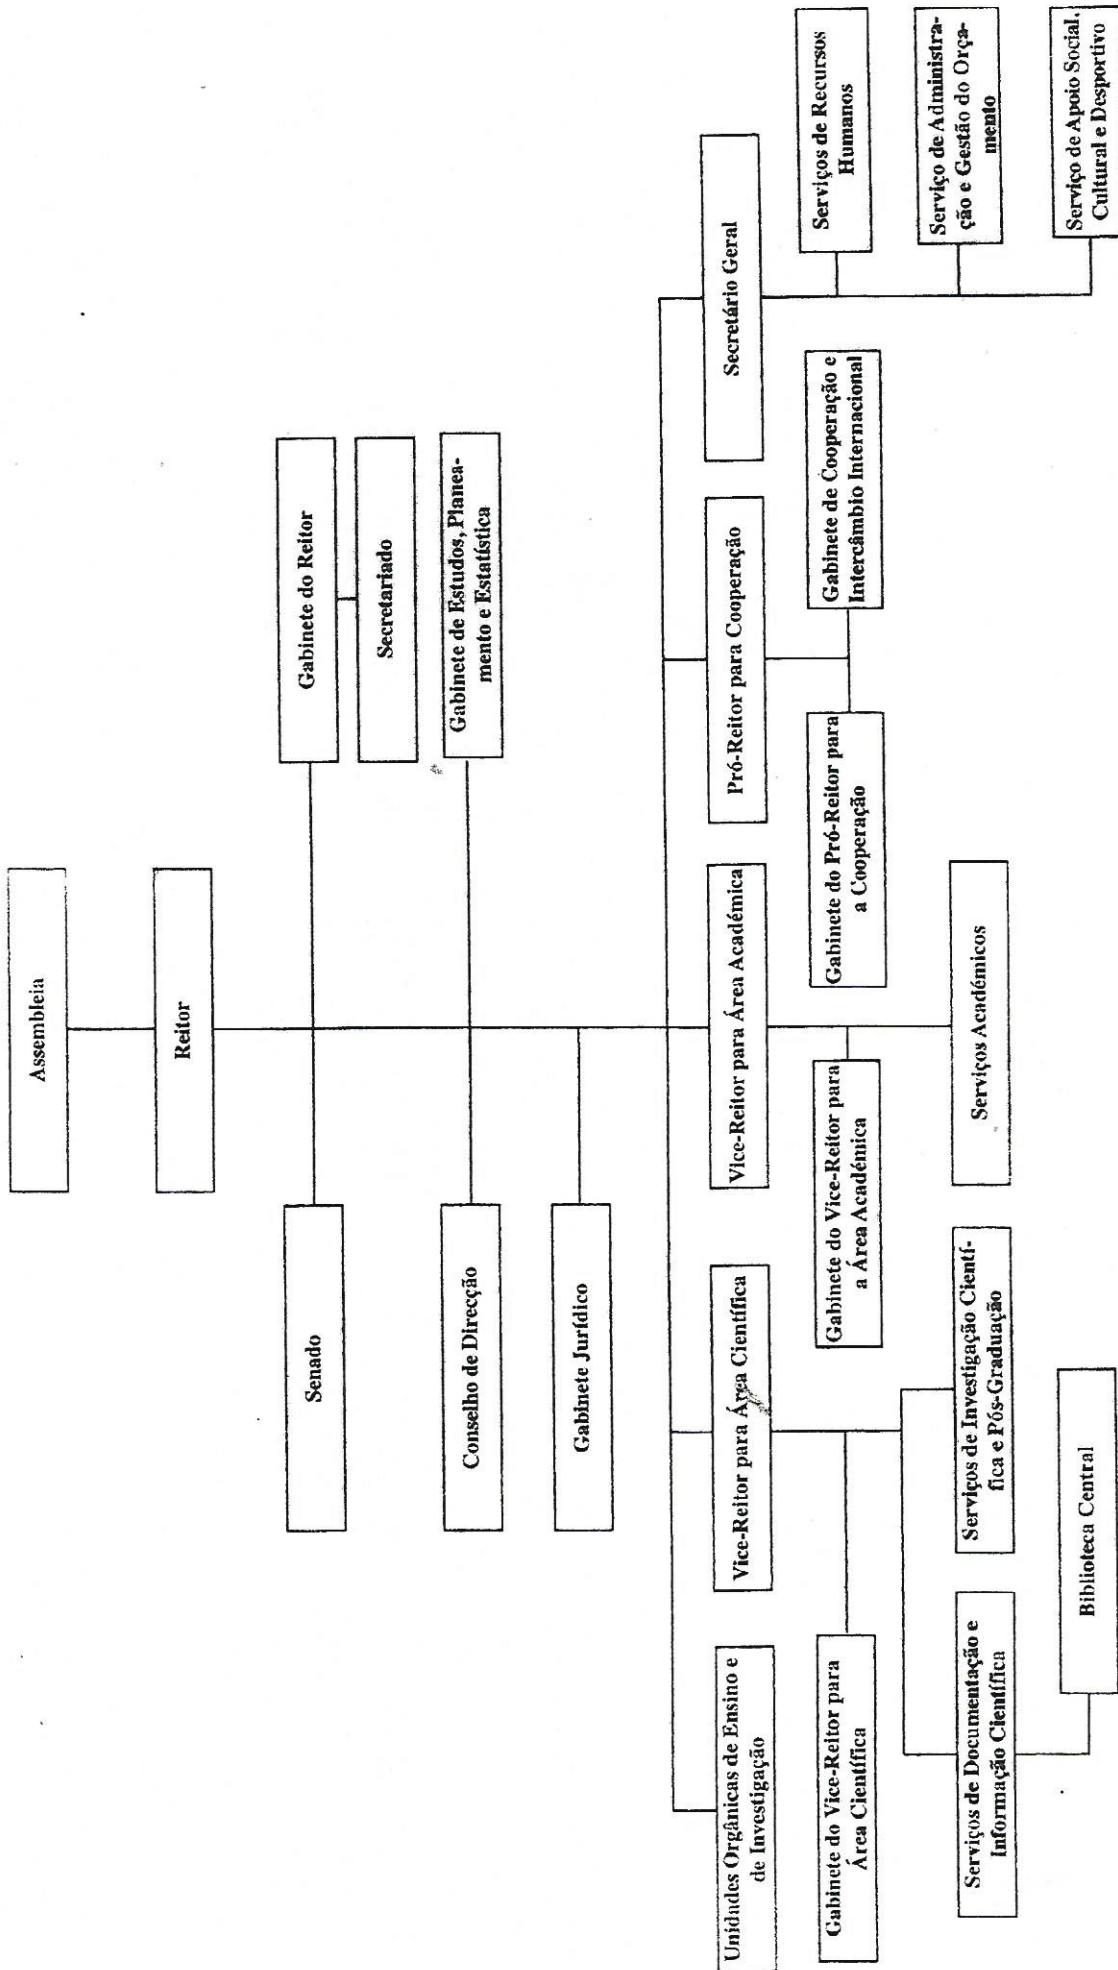 Assembleia
Reitor
Senado
Gabinete do Reitor
Secretariado
Conselho de Direcção
Gabinete de Estudos, Planea-
mento e Estatística
Gabinete Jurídico
Unidades Orgânicas de Ensino e
de Investigação
Vice-Reitor para Área Científica
Vice-Reitor para Área Académica
Pró-Reitor para Cooperação
Secretário Geral
Gabinete do Vice-Reitor para
Área Científica
Gabinete do Vice-Reitor para
a Área Académica
Gabinete do Pró-Reitor para
a Cooperação
Gabinete de Cooperação e
Intercâmbio Internacional
Serviços de Recursos
Humanos
Serviços de Documentação e
Informação Científica
Serviços de Investigação Cientí-
fica e Pós-Graduação
Serviços Académicos
Serviço de Administra-
ção e Gestão do Orça-
mento
Biblioteca Central
Serviço de Apoio Social,
Cultural e Desportivo